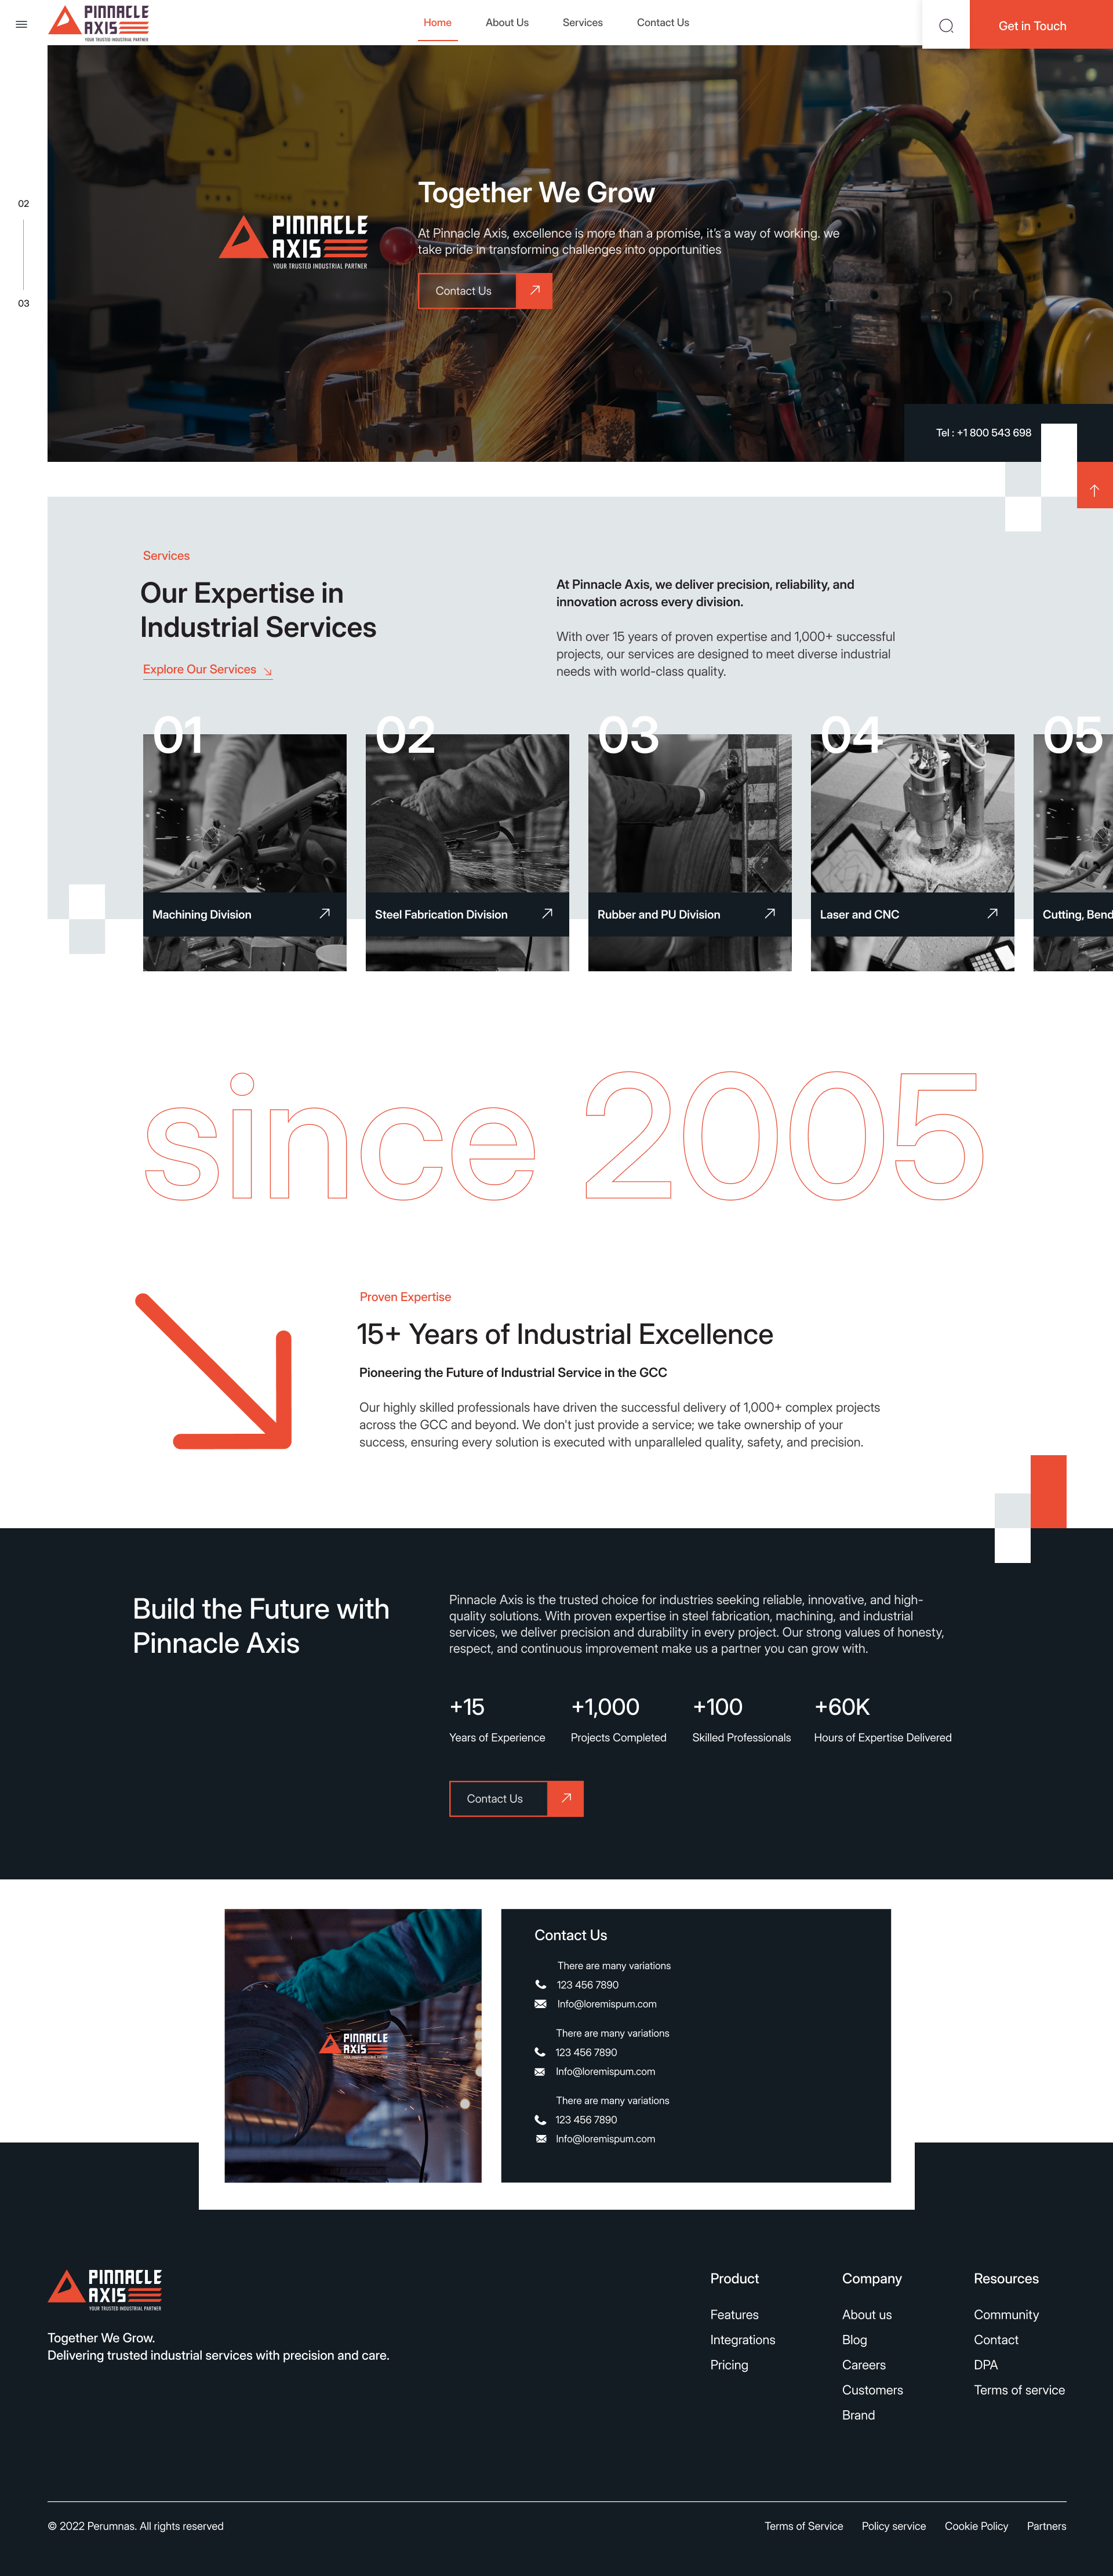 PINNACLE
AXIS
YOUR TRUSTED INDUSTRIAL PARTNER
Home
About Us
Services
Contact Us
Get in Touch
02
03
PINNACLE
AXIS
YOUR TRUSTED INDUSTRIAL PARTNER
Together We Grow
At Pinnacle Axis, excellence is more than a promise, it's a way of working. we
take pride in transforming challenges into opportunities
Contact Us
Tel : +1 800 543 698
Services
Our Expertise in
Industrial Services
Explore Our Services
At Pinnacle Axis, we deliver precision, reliability, and
innovation across every division.
With over 15 years of proven expertise and 1,000+ successful
projects, our services are designed to meet diverse industrial
needs with world-class quality.
01
Machining Division
02
Steel Fabrication Division
03
Rubber and PU Division
04
Laser and CNC
05
Cutting, Bend
since 2005
Proven Expertise
15+ Years of Industrial Excellence
Pioneering the Future of Industrial Service in the GCC
Our highly skilled professionals have driven the successful delivery of 1,000+ complex projects
across the GCC and beyond. We don't just provide a service; we take ownership of your
success, ensuring every solution is executed with unparalleled quality, safety, and precision.
Build the Future with
Pinnacle Axis
Pinnacle Axis is the trusted choice for industries seeking reliable, innovative, and high-
quality solutions. With proven expertise in steel fabrication, machining, and industrial
services, we deliver precision and durability in every project. Our strong values of honesty,
respect, and continuous improvement make us a partner you can grow with.
+15
Years of Experience
+1,000
Projects Completed
+100
Skilled Professionals
+60K
Hours of Expertise Delivered
Contact Us
PINNACLE
AXIS
Contact Us
There are many variations
123 456 7890
Info@loremispum.com
There are many variations
123 456 7890
Info@loremispum.com
There are many variations
123 456 7890
Info@loremispum.com
PINNACLE
AXIS
YOUR TRUSTED INDUSTRIAL PARTNER
Together We Grow.
Delivering trusted industrial services with precision and care.
Product
Features
Integrations
Pricing
Company
About us
Blog
Careers
Customers
Brand
Resources
Community
Contact
DPA
Terms of service
© 2022 Perumnas. All rights reserved
Terms of Service
Policy service
Cookie Policy
Partners